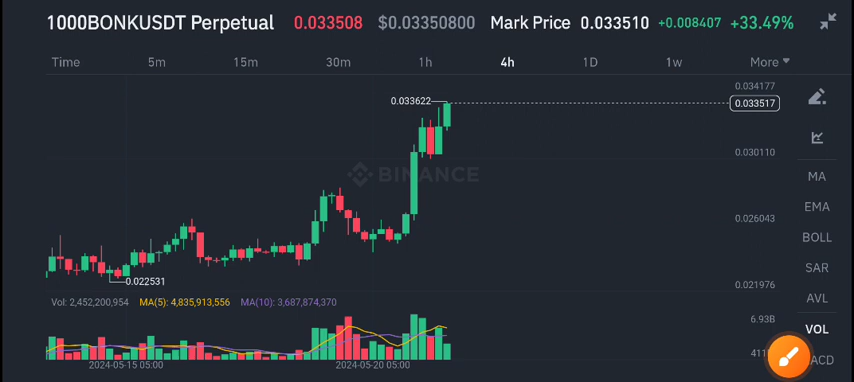 1000BONKUSDT Perpetual 0.033508 $0.03350800 Mark Price 0.033510 +0.008407 +33.49%
Time 5m 15m 30m 1h 4h 1D 1w More
0.034177
0.033622
0.033517
0.030110
MA
BINANCE
EMA
0.026043
BOLL
SAR
0.022531
0.021976
AVL
Vol: 2,452,200,954 MA(5): 4,835,913,556 MA(10): 3,687,874,370
6.93B
VOL
411
ACD
2024-05-15 05:00 2024-05-20 05:00